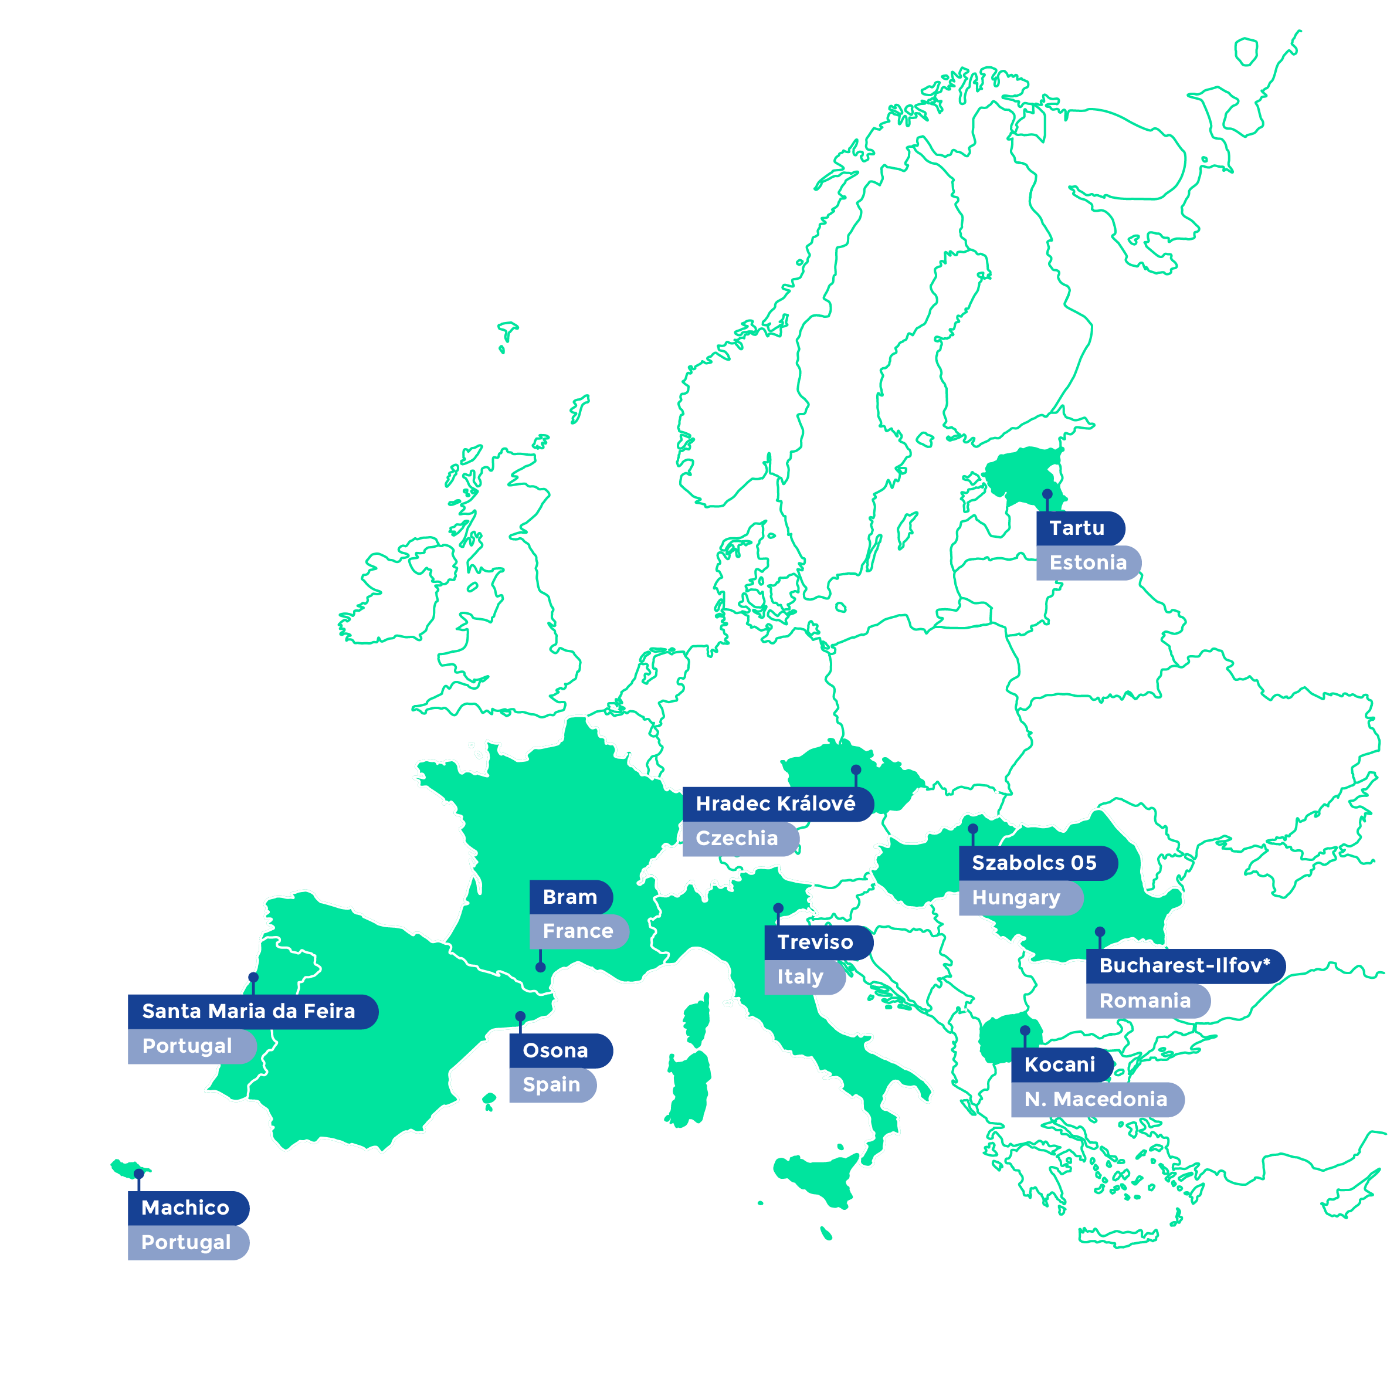 Tartu
Estonia
Hradec Králové
Czechia
Szabolcs 05
Hungary
Bram
France
Treviso
Italy
Bucharest-Ilfov*
Romania
Santa Maria da Feira
Portugal
Osona
Spain
Kocani
N. Macedonia
Machico
Portugal